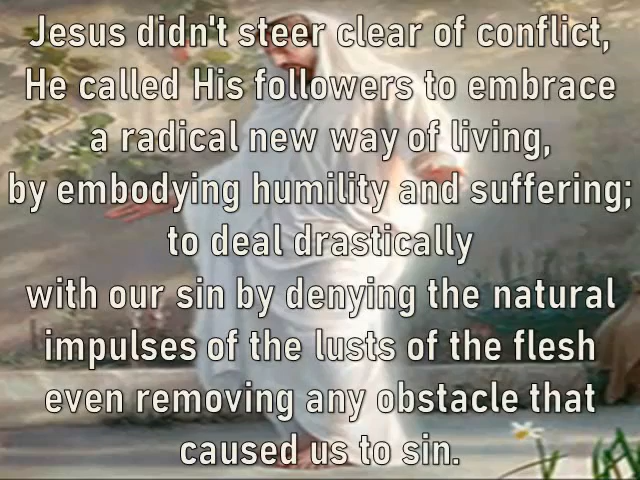 Jesus didn't steer clear of conflict,
He called His followers to embrace
a radical new way of living,
by embodying humility and suffering;
to deal drastically
with our sin by denying the natural
impulses of the lusts of the flesh
even removing any obstacle that
caused us to sin.